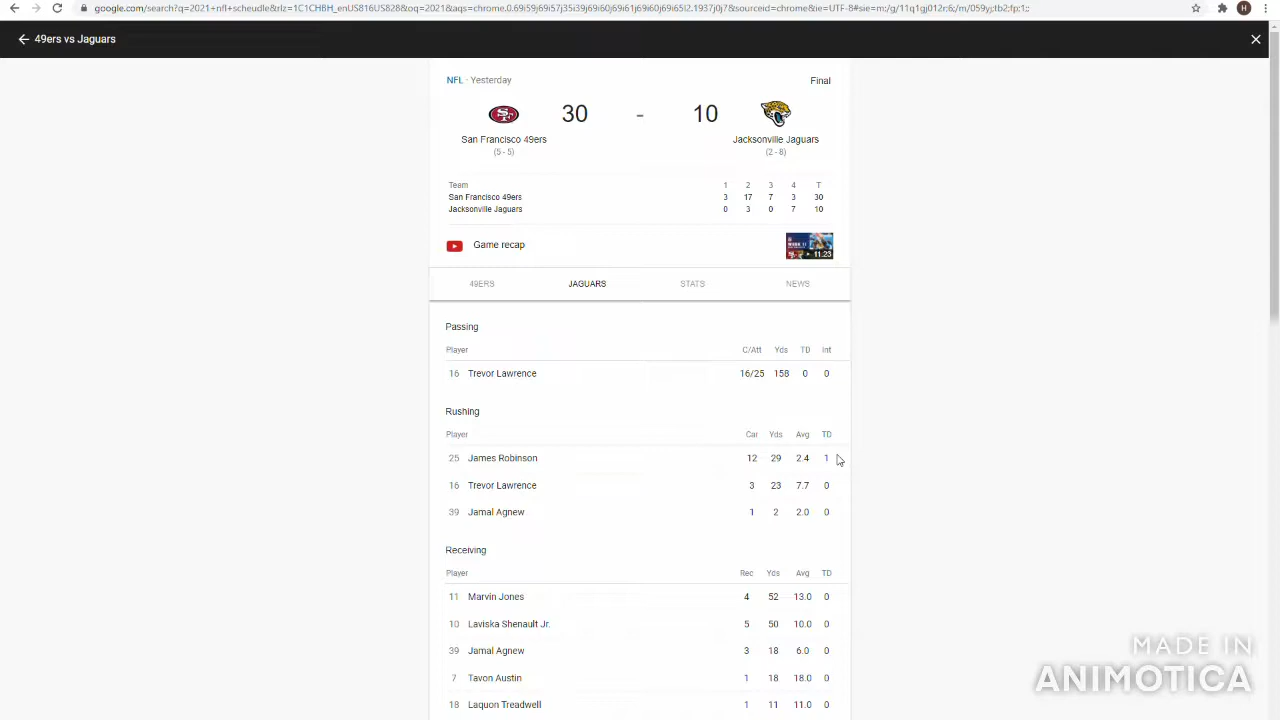 google.com/search?q=2021+nfl+scheudle&rlz=1C1CHBH_enUS816US828&oq=2021&aqs=chrome.0.69i59j69i57j35i39j69i60j69i61j69i60j69i65l2.1937j0j7&sourceid=chrome&ie=UTF-8#sie=m;/g/11q1gj012r;6;/m/059yj;tb2;fp;1;;
H
49ers vs Jaguars
NFL · Yesterday Final
30 - 10
San Francisco 49ers Jacksonville Jaguars
(5 - 5) (2 - 8)
Team 1 2 3 4 T
San Francisco 49ers 3 17 7 3 30
Jacksonville Jaguars 0 3 0 7 10
Game recap
11:23
49ERS JAGUARS STATS NEWS
Passing
Player C/Att Yds TD Int
16 Trevor Lawrence 16/25 158 0 0
Rushing
Player Car Yds Avg TD
25 James Robinson 12 29 2.4 1
16 Trevor Lawrence 3 23 7.7 0
39 Jamal Agnew 1 2 2.0 0
Receiving
Player Rec Yds Avg TD
11 Marvin Jones 4 52 13.0 0
10 Laviska Shenault Jr. 5 50 10.0 0
39 Jamal Agnew 3 18 6.0 0
7 Tavon Austin 1 18 18.0 0
18 Laquon Treadwell 1 11 11.0 0
MADE IN
ANIMOTICA